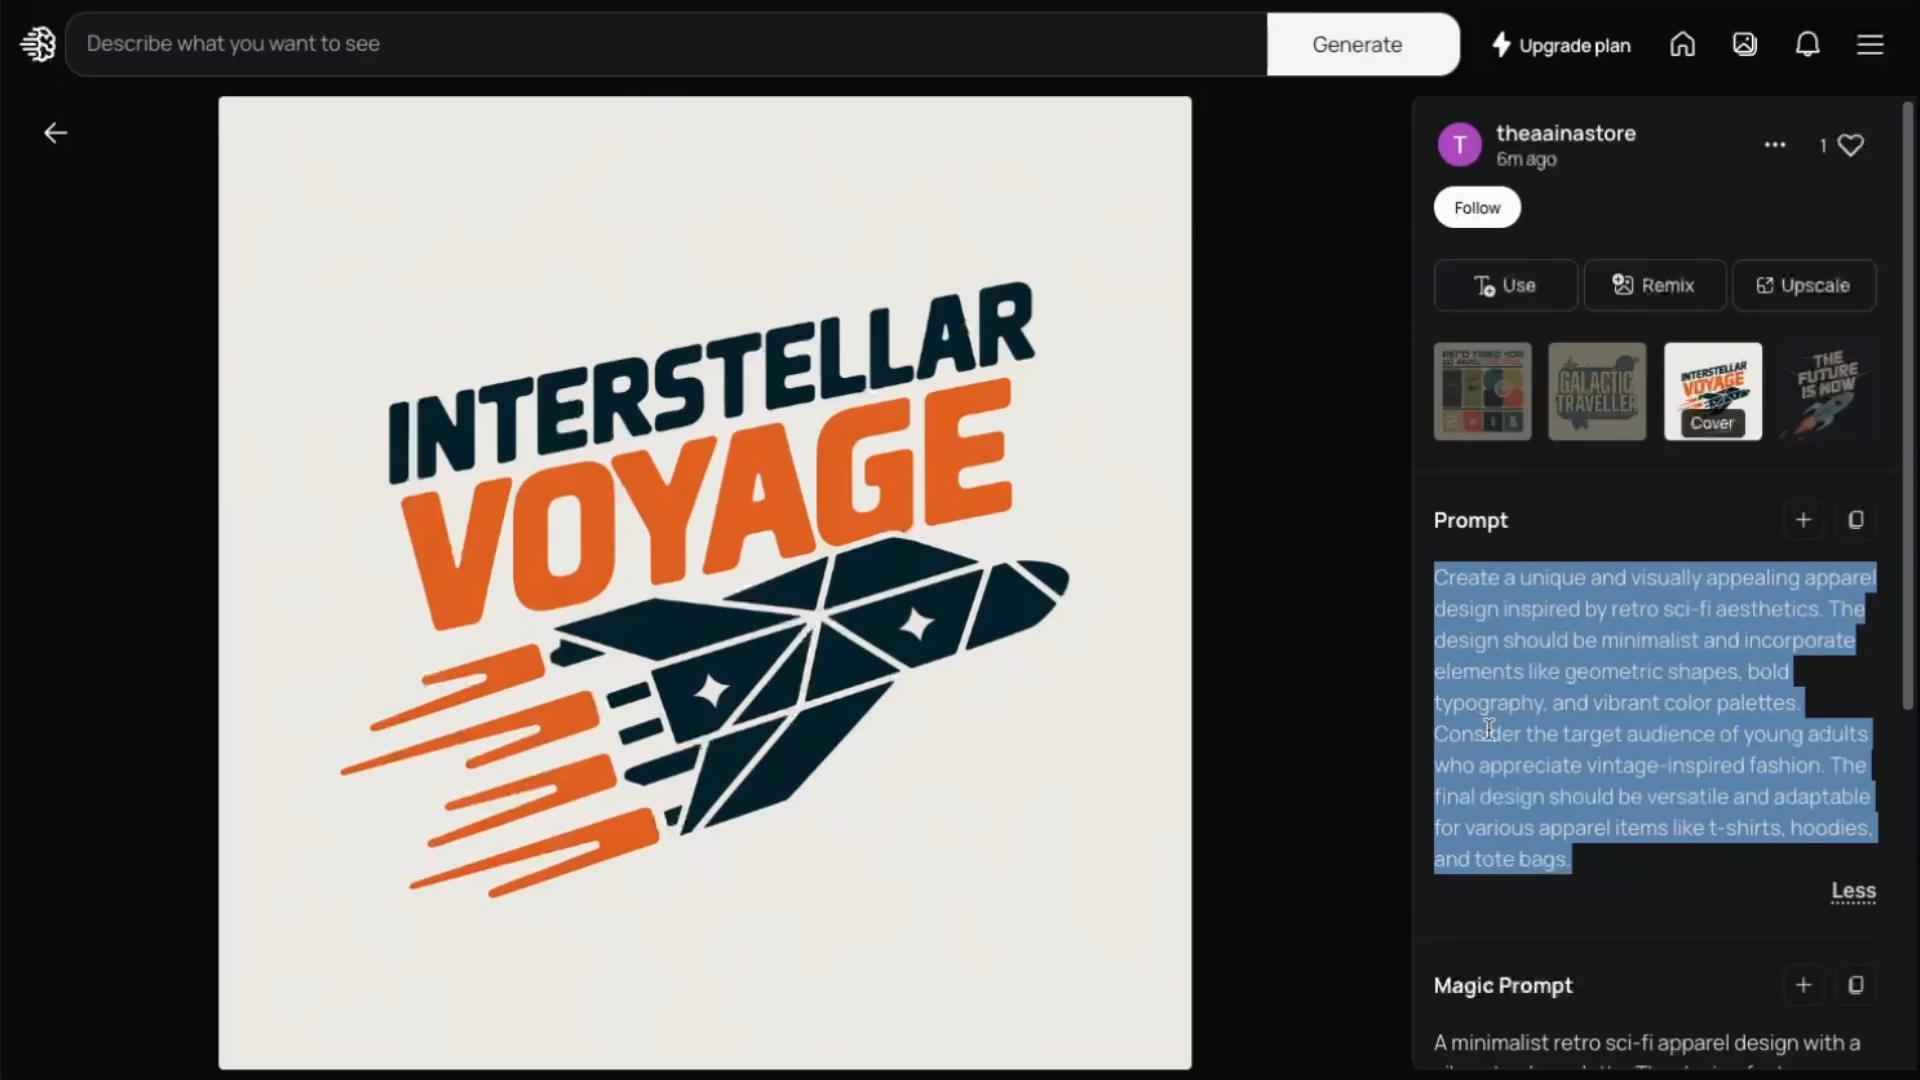 Describe what you want to see
Generate
Upgrade plan
INTERSTELLAR
VOYAGE
T
theaainastore
6m ago
1
Follow
Use
Remix
Upscale
GALACTIC
TRAVELLER
INTERSTELLAR
VOYAGE
Cover
THE
FUTURE
IS NOW
Prompt
Create a unique and visually appealing apparel
design inspired by retro sci-fi aesthetics. The
design should be minimalist and incorporate
elements like geometric shapes, bold
typography, and vibrant color palettes.
Consider the target audience of young adults
who appreciate vintage-inspired fashion. The
final design should be versatile and adaptable
for various apparel items like t-shirts, hoodies,
and tote bags.
Less
Magic Prompt
A minimalist retro sci-fi apparel design with a